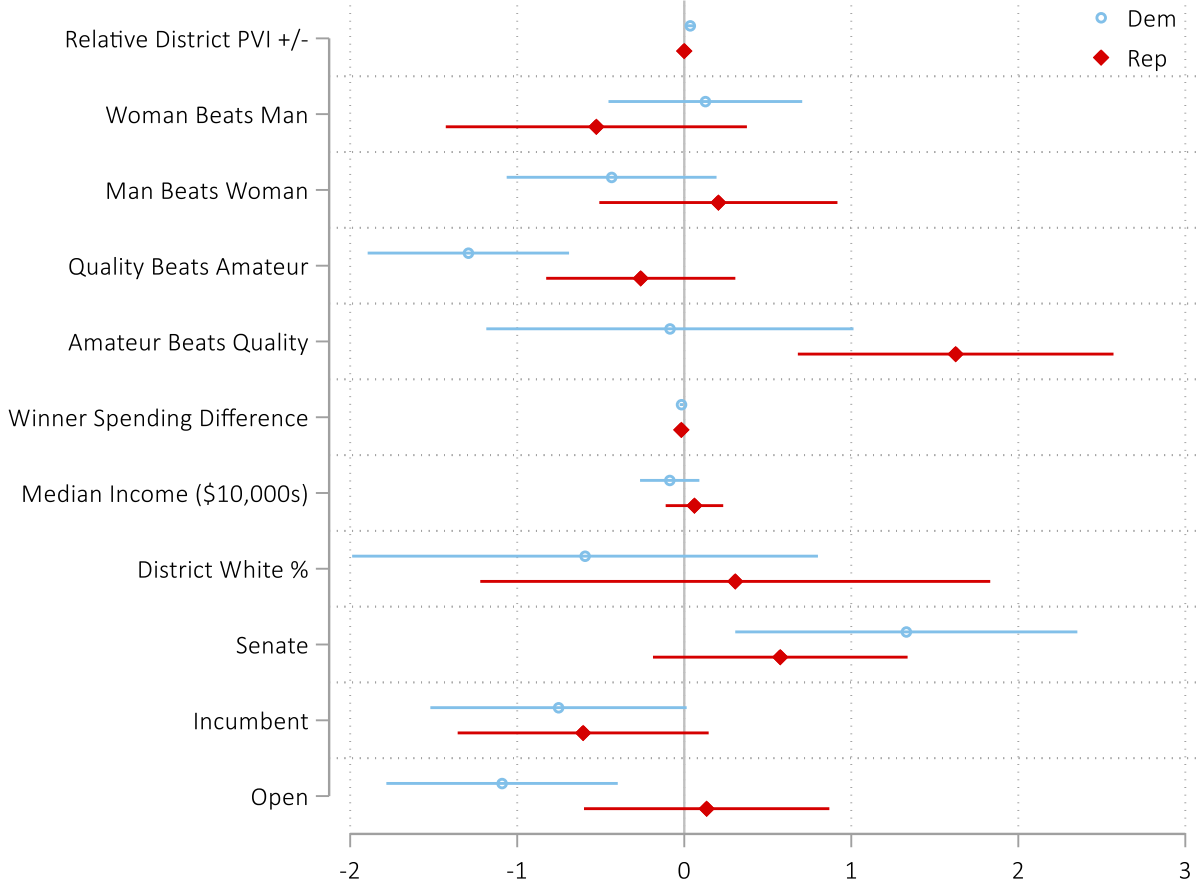 Dem
Rep
Relative District PVI +/-
Woman Beats Man
Man Beats Woman
Quality Beats Amateur
Amateur Beats Quality
Winner Spending Difference
Median Income ($10,000s)
District White %
Senate
Incumbent
Open
-2 -1 0 1 2 3